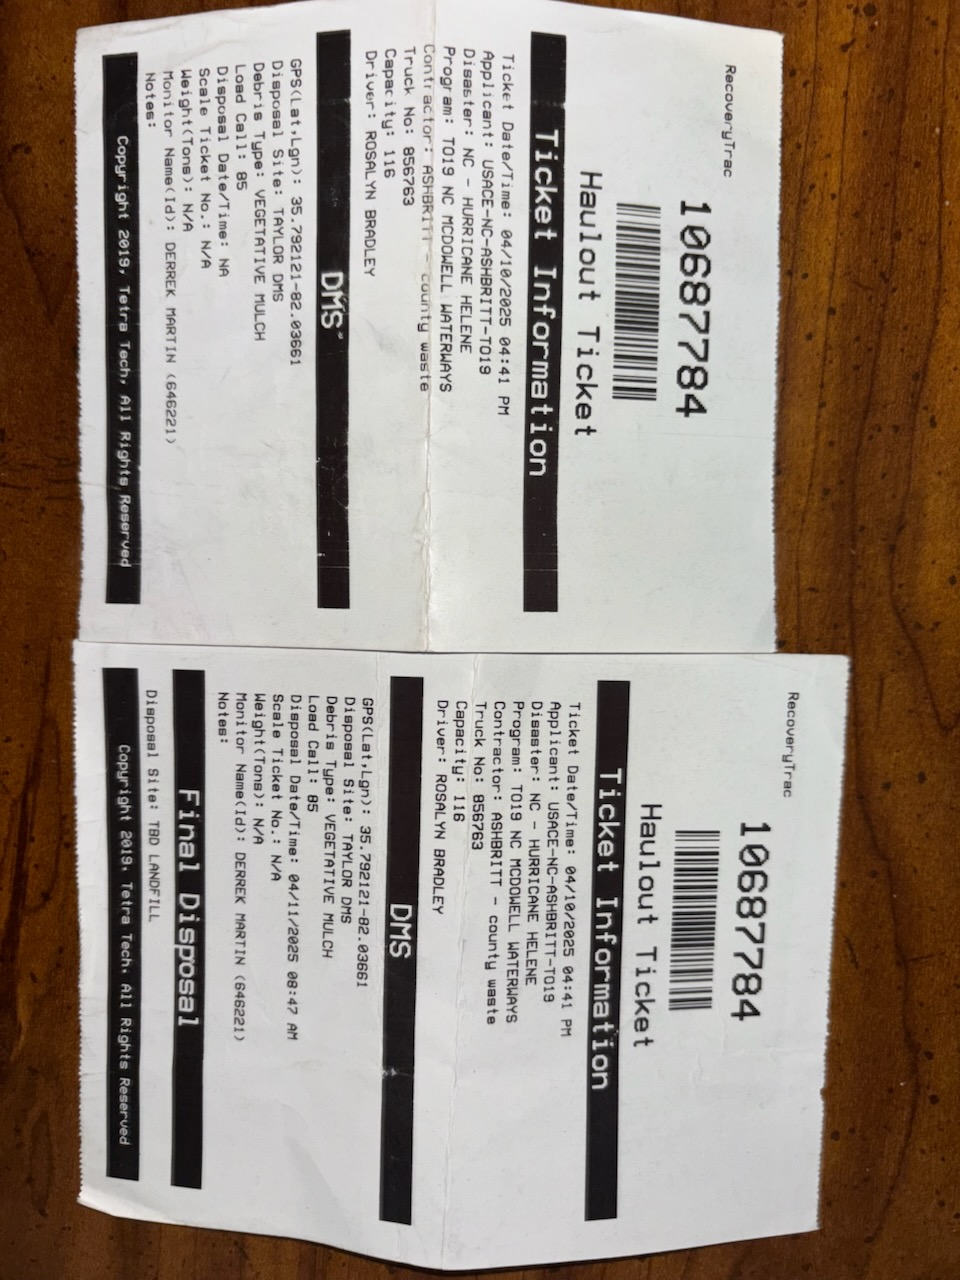 RecoveryTrac
10687784
Haulout Ticket
Ticket Information
Ticket Date/Time: 04/10/2025 04:41 PM
Applicant: USACE-NC-ASHBRITT-TO19
Disaster: NC - HURRICANE HELENE
Program: TO19 NC MCDOWELL WATERWAYS
Contractor: ASHBRITT - county waste
Truck No: 856763
Capacity: 116
Driver: ROSALYN BRADLEY
DMS
GPS(Lat,Lgn): 35.792121-82.03661
Disposal Site: TAYLOR DMS
Debris Type: VEGETATIVE MULCH
Load Call: 85
Disposal Date/Time: NA
Scale Ticket No.: N/A
Weight(Tons): N/A
Monitor Name(Id): DERREK MARTIN (646221)
Notes:
Copyright 2019, Tetra Tech, All Rights Reserved
RecoveryTrac
10687784
Haulout Ticket
Ticket Information
Ticket Date/Time: 04/10/2025 04:41 PM
Applicant: USACE-NC-ASHBRITT-TO19
Disaster: NC - HURRICANE HELENE
Program: TO19 NC MCDOWELL WATERWAYS
Contractor: ASHBRITT - county waste
Truck No: 856763
Capacity: 116
Driver: ROSALYN BRADLEY
DMS
GPS(Lat,Lgn): 35.792121-82.03661
Disposal Site: TAYLOR DMS
Debris Type: VEGETATIVE MULCH
Load Call: 85
Disposal Date/Time: 04/11/2025 08:47 AM
Scale Ticket No.: N/A
Weight(Tons): N/A
Monitor Name(Id): DERREK MARTIN (646221)
Notes:
Final Disposal
Disposal Site: TBD LANDFILL
Copyright 2019, Tetra Tech, All Rights Reserved